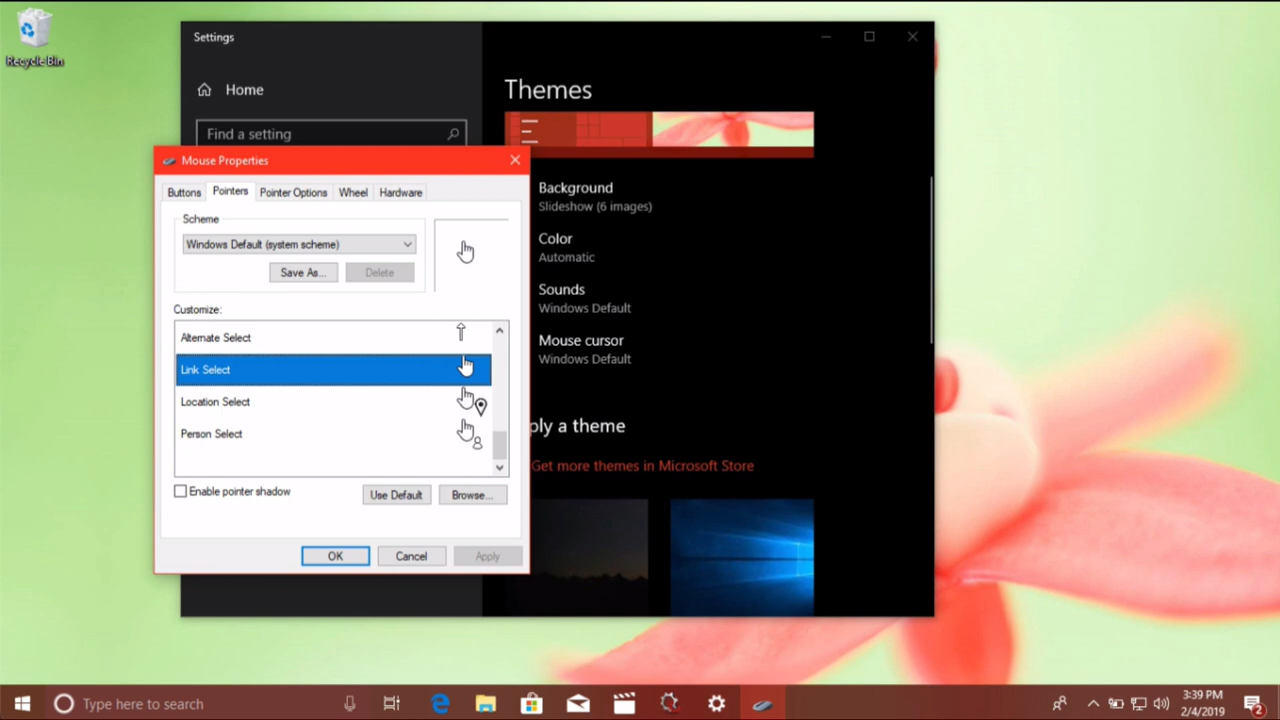 Recycle Bin
Settings
Home
Find a setting
Themes
Background
Slideshow (6 images)
Color
Automatic
Sounds
Windows Default
Mouse cursor
Windows Default
ply a theme
Get more themes in Microsoft Store
Mouse Properties
Buttons
Pointers
Pointer Options
Wheel
Hardware
Scheme
Windows Default (system scheme)
Save As...
Delete
Customize:
Alternate Select
Link Select
Location Select
Person Select
Enable pointer shadow
Use Default
Browse...
OK
Cancel
Apply
Type here to search
3:39 PM
2/4/2019
2